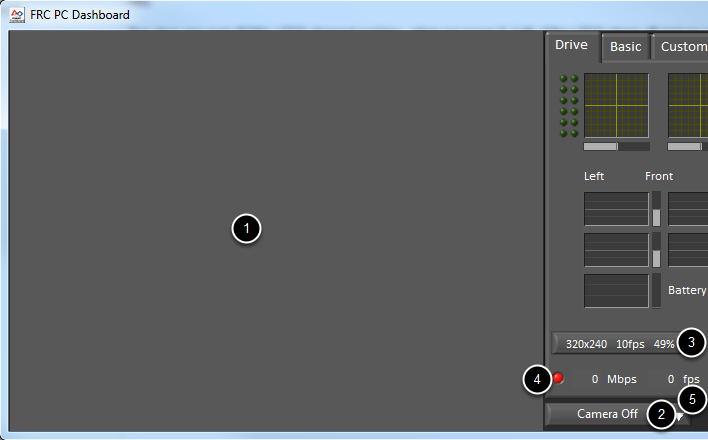 FRC PC Dashboard
Drive Basic Custom
Left Front
1
Battery
320x240 10fps 49% 3
4 0 Mbps 0 fps
5
Camera Off 2